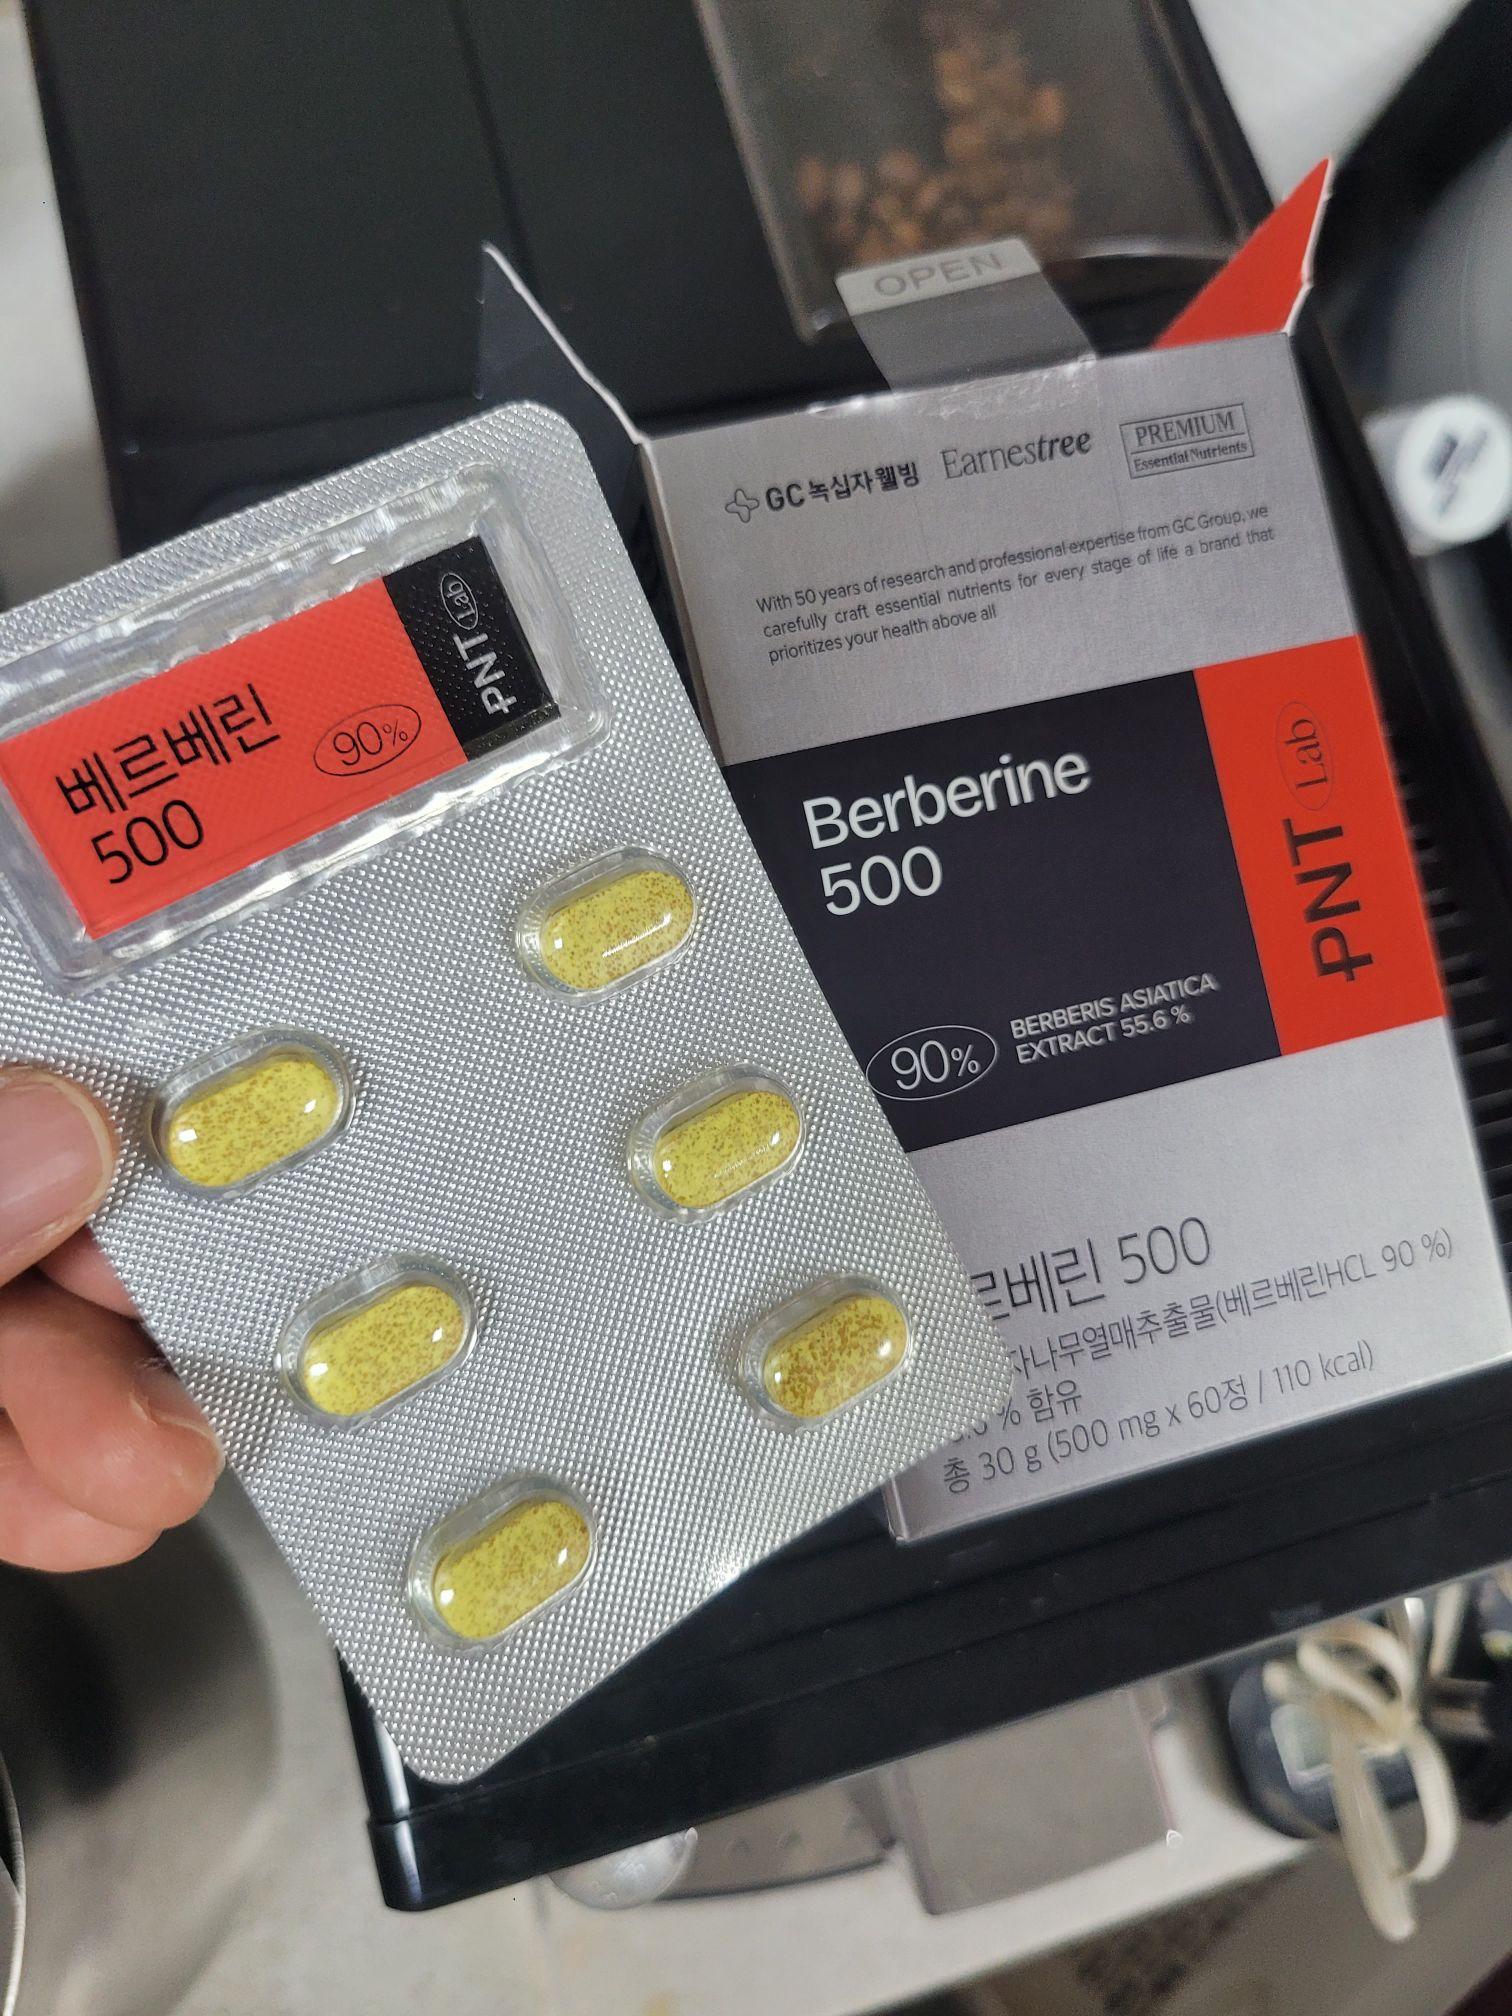 OPEN
GC녹십자웰빙 Earnestree PREMIUM
Essential Nutrients
With 50 years of research and professional expertise from GC Group, we
carefully craft essential nutrients for every stage of life a brand that
prioritizes your health above all
Berberine
500
PNT Lab
90%
BERBERIS ASIATICA
EXTRACT 55.6 %
르베린 500
자나무열매추출물(베르베린HCL 90 %)
% 함유
총 30 g (500 mg x 60정 / 110 kcal)
베르베린
500
90%
PNT Lab